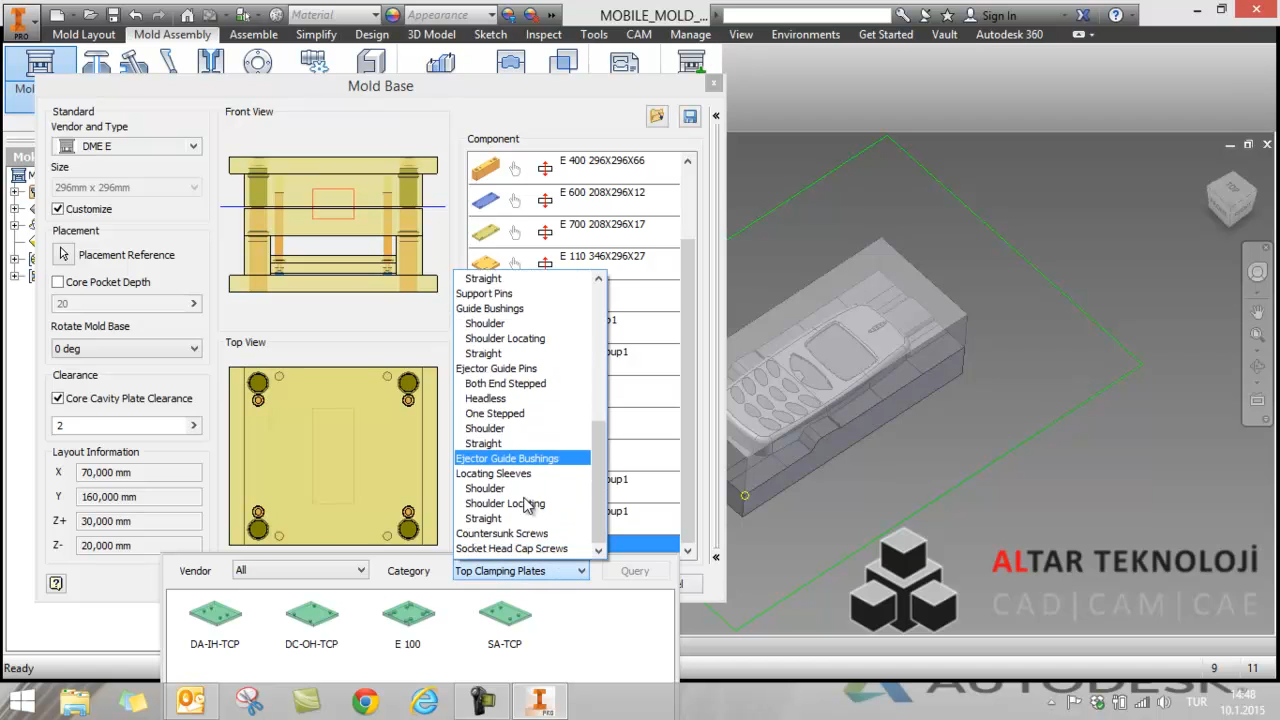 PRO
Material
Appearance
MOBILE_MOLD_...
Sign In
Mold Layout
Mold Assembly
Assemble
Simplify
Design
3D Model
Sketch
Inspect
Tools
CAM
Manage
View
Environments
Get Started
Vault
Autodesk 360
Mold Base
Standard
Vendor and Type
DME E
Size
296mm x 296mm
Customize
Placement
Placement Reference
Core Pocket Depth
20
Rotate Mold Base
0 deg
Clearance
Core Cavity Plate Clearance
2
Layout Information
X 70,000 mm
Y 160,000 mm
Z+ 30,000 mm
Z- 20,000 mm
Front View
Top View
Component
E 400 296X296X66
E 600 208X296X12
E 700 208X296X17
E 110 346X296X27
Straight
Support Pins
Guide Bushings
Shoulder
Shoulder Locating
Straight
Ejector Guide Pins
Both End Stepped
Headless
One Stepped
Shoulder
Straight
Ejector Guide Bushings
Locating Sleeves
Shoulder
Shoulder Locating
Straight
Countersunk Screws
Socket Head Cap Screws
Vendor
All
Category
Top Clamping Plates
Query
DA-IH-TCP
DC-OH-TCP
E 100
SA-TCP
TOP
ALTAR TEKNOLOJİ
CAD|CAM|CAE
AUTODESK
Ready
9
11
PRO
TUR
14:48
10.1.2015